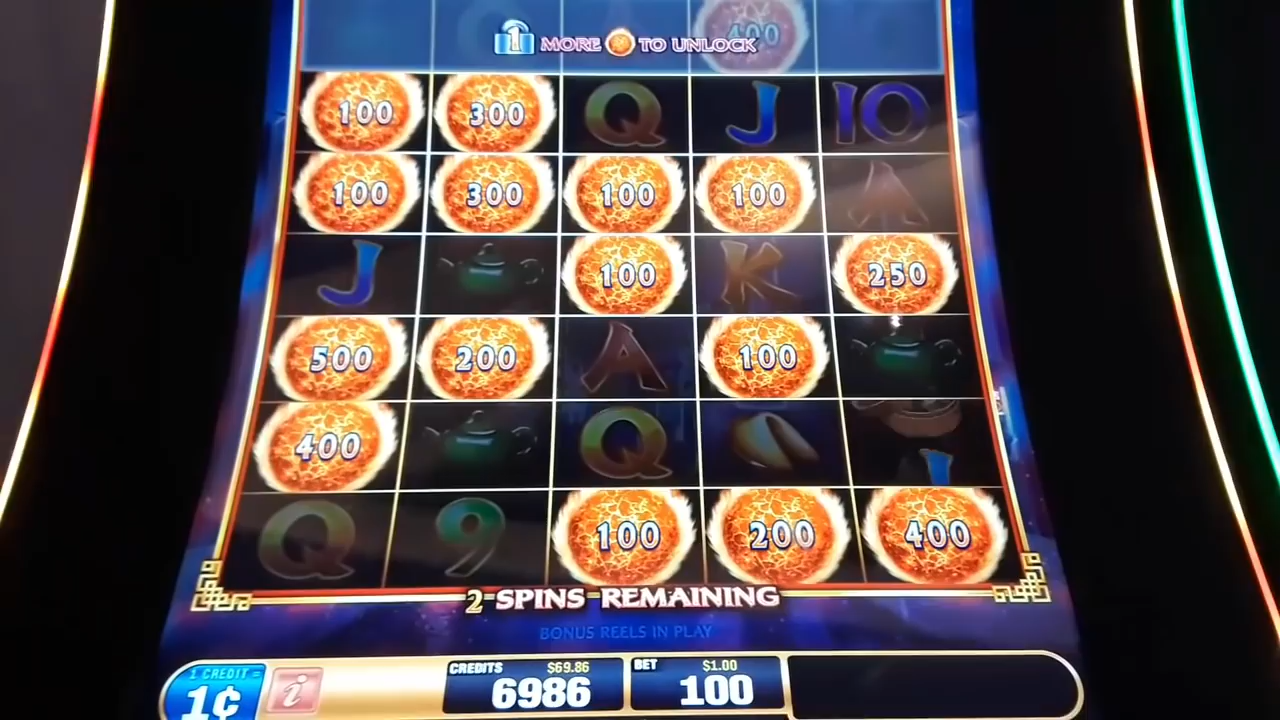 400
1 MORE TO UNLOCK
100 300 Q J 10
100 300 100 100 A
J 100 K 250
500 200 A 100
400 Q J
Q 9 100 200 400
2 SPINS REMAINING
BONUS REELS IN PLAY
1 CREDIT = CREDITS $69.86 BET $1.00
1¢ i 6986 100